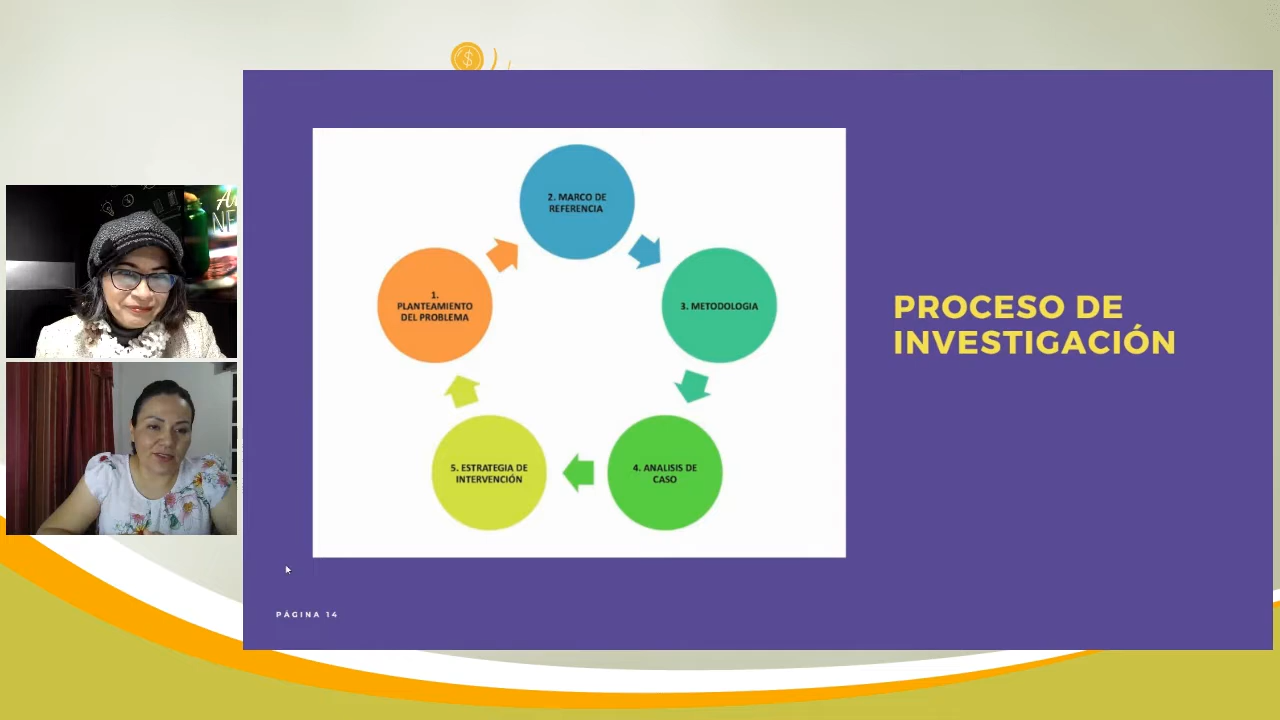 2. MARCO DE
REFERENCIA
1.
PLANTEAMIENTO
DEL PROBLEMA
3. METODOLOGIA
5. ESTRATEGIA DE
INTERVENCIÓN
4. ANALISIS DE
CASO
PROCESO DE
INVESTIGACIÓN
PÁGINA 14